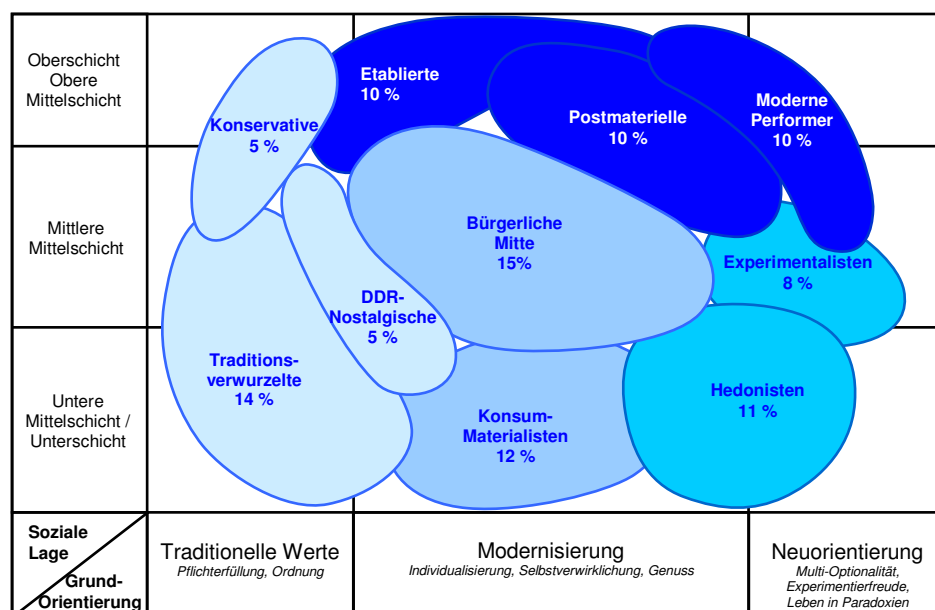 Oberschicht
Obere
Mittelschicht
Konservative
5 %
Etablierte
10 %
Postmaterielle
10 %
Moderne
Performer
10 %
Mittlere
Mittelschicht
Bürgerliche
Mitte
15%
Experimentalisten
8 %
DDR-
Nostalgische
5 %
Untere
Mittelschicht /
Unterschicht
Traditions-
verwurzelte
14 %
Konsum-
Materialisten
12 %
Hedonisten
11 %
Soziale
Lage
Grund-
Orientierung
Traditionelle Werte
Pflichterfüllung, Ordnung
Modernisierung
Individualisierung, Selbstverwirklichung, Genuss
Neuorientierung
Multi-Optionalität,
Experimentierfreude,
Leben in Paradoxien